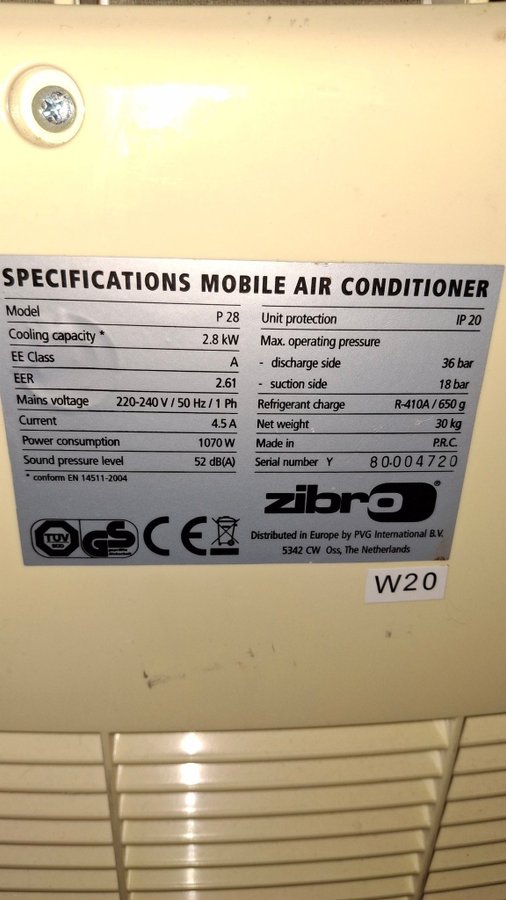 SPECIFICATIONS MOBILE AIR CONDITIONER
Model P 28
Cooling capacity * 2.8 kW
EE Class A
EER 2.61
Mains voltage 220-240 V / 50 Hz / 1 Ph
Current 4.5 A
Power consumption 1070 W
Sound pressure level 52 dB(A)
* conform EN 14511-2004
Unit protection IP 20
Max. operating pressure
- discharge side 36 bar
- suction side 18 bar
Refrigerant charge R-410A / 650 g
Net weight 30 kg
Made in P.R.C.
Serial number Y 80-004720
zibro®
TÜV
GS
CE
Distributed in Europe by PVG International B.V.
5342 CW Oss, The Netherlands
W20